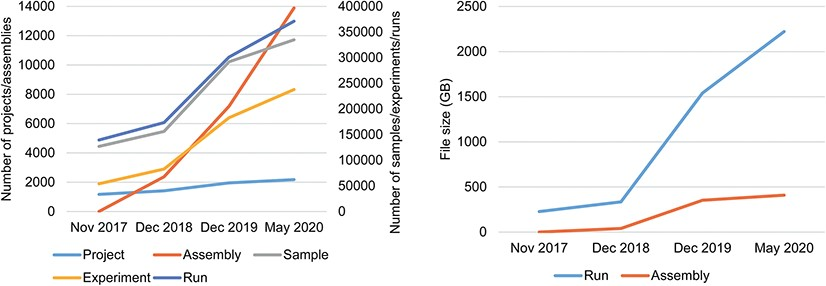 Number of projects/assemblies
14000
12000
10000
8000
6000
4000
2000
0
400000
350000
300000
250000
200000
150000
100000
50000
0
Number of samples/experiments/runs
Nov 2017 Dec 2018 Dec 2019 May 2020
Project Assembly Sample
Experiment Run
File size (GB)
2500
2000
1500
1000
500
0
Nov 2017 Dec 2018 Dec 2019 May 2020
Run Assembly